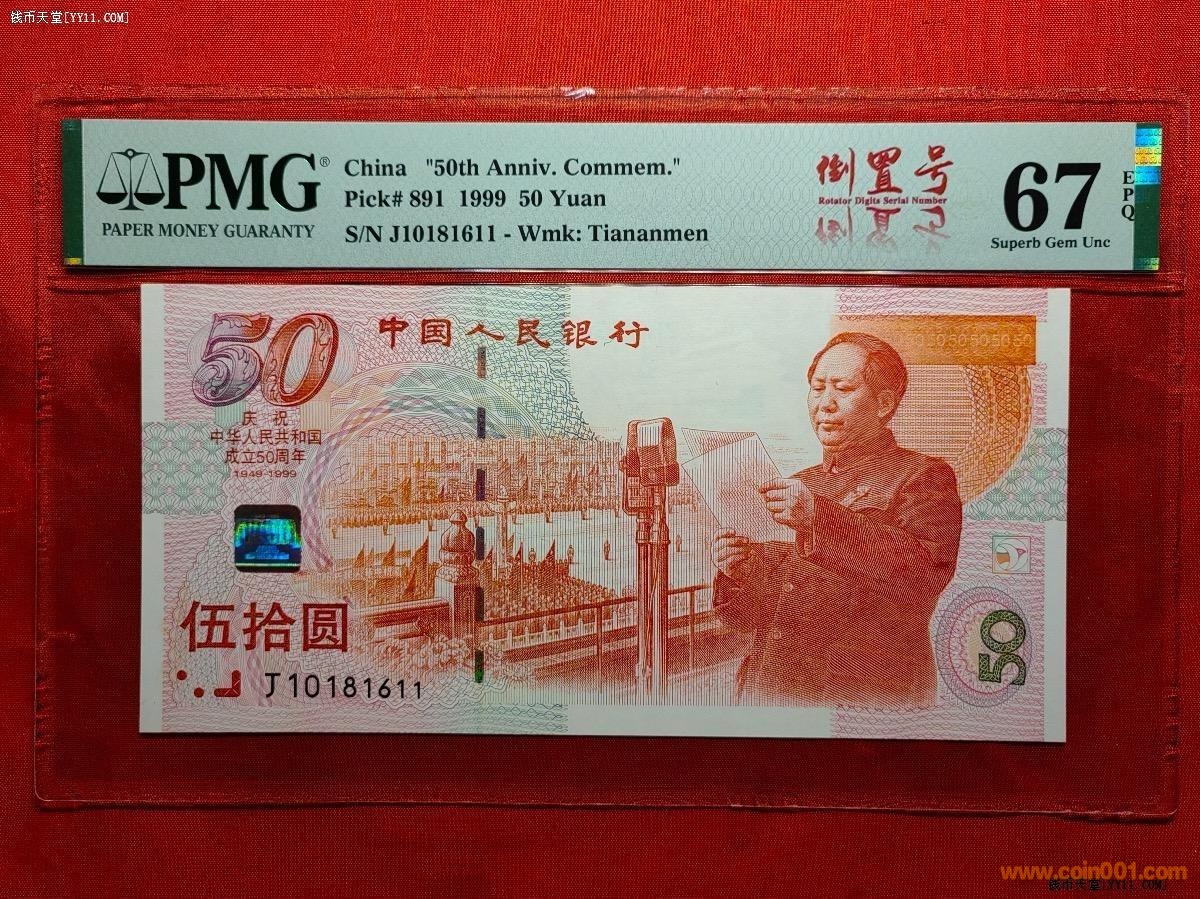 钱币天堂[YY11.COM]
PMG®
PAPER MONEY GUARANTY
China "50th Anniv. Commem."
Pick# 891 1999 50 Yuan
S/N J10181611 - Wmk: Tiananmen
倒置号
Rotator Digits Serial Number
67
EPQ
Superb Gem Unc
50
中国人民银行
庆祝
中华人民共和国
成立50周年
1949-1999
伍拾圆
J10181611
50
www.coin001.com
钱币天堂[YY11.COM]